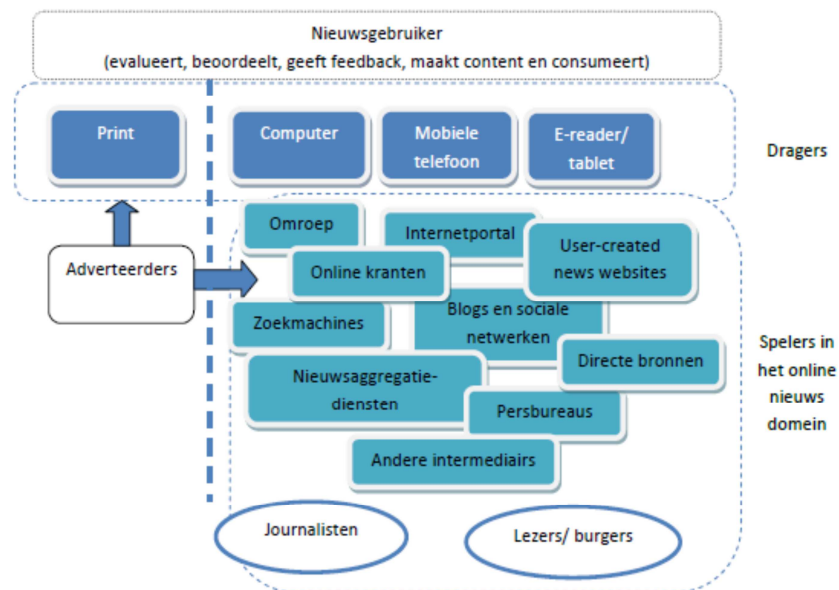 Nieuwsgebruiker
(evalueert, beoordeelt, geeft feedback, maakt content en consumeert)
Print
Computer
Mobiele
telefoon
E-reader/
tablet
Dragers
Adverteerders
Omroep
Internetportal
User-created
news websites
Online kranten
Zoekmachines
Blogs en sociale
netwerken
Directe bronnen
Nieuwsaggregatie-
diensten
Persbureaus
Andere intermediairs
Spelers in
het online
nieuws
domein
Journalisten
Lezers/ burgers